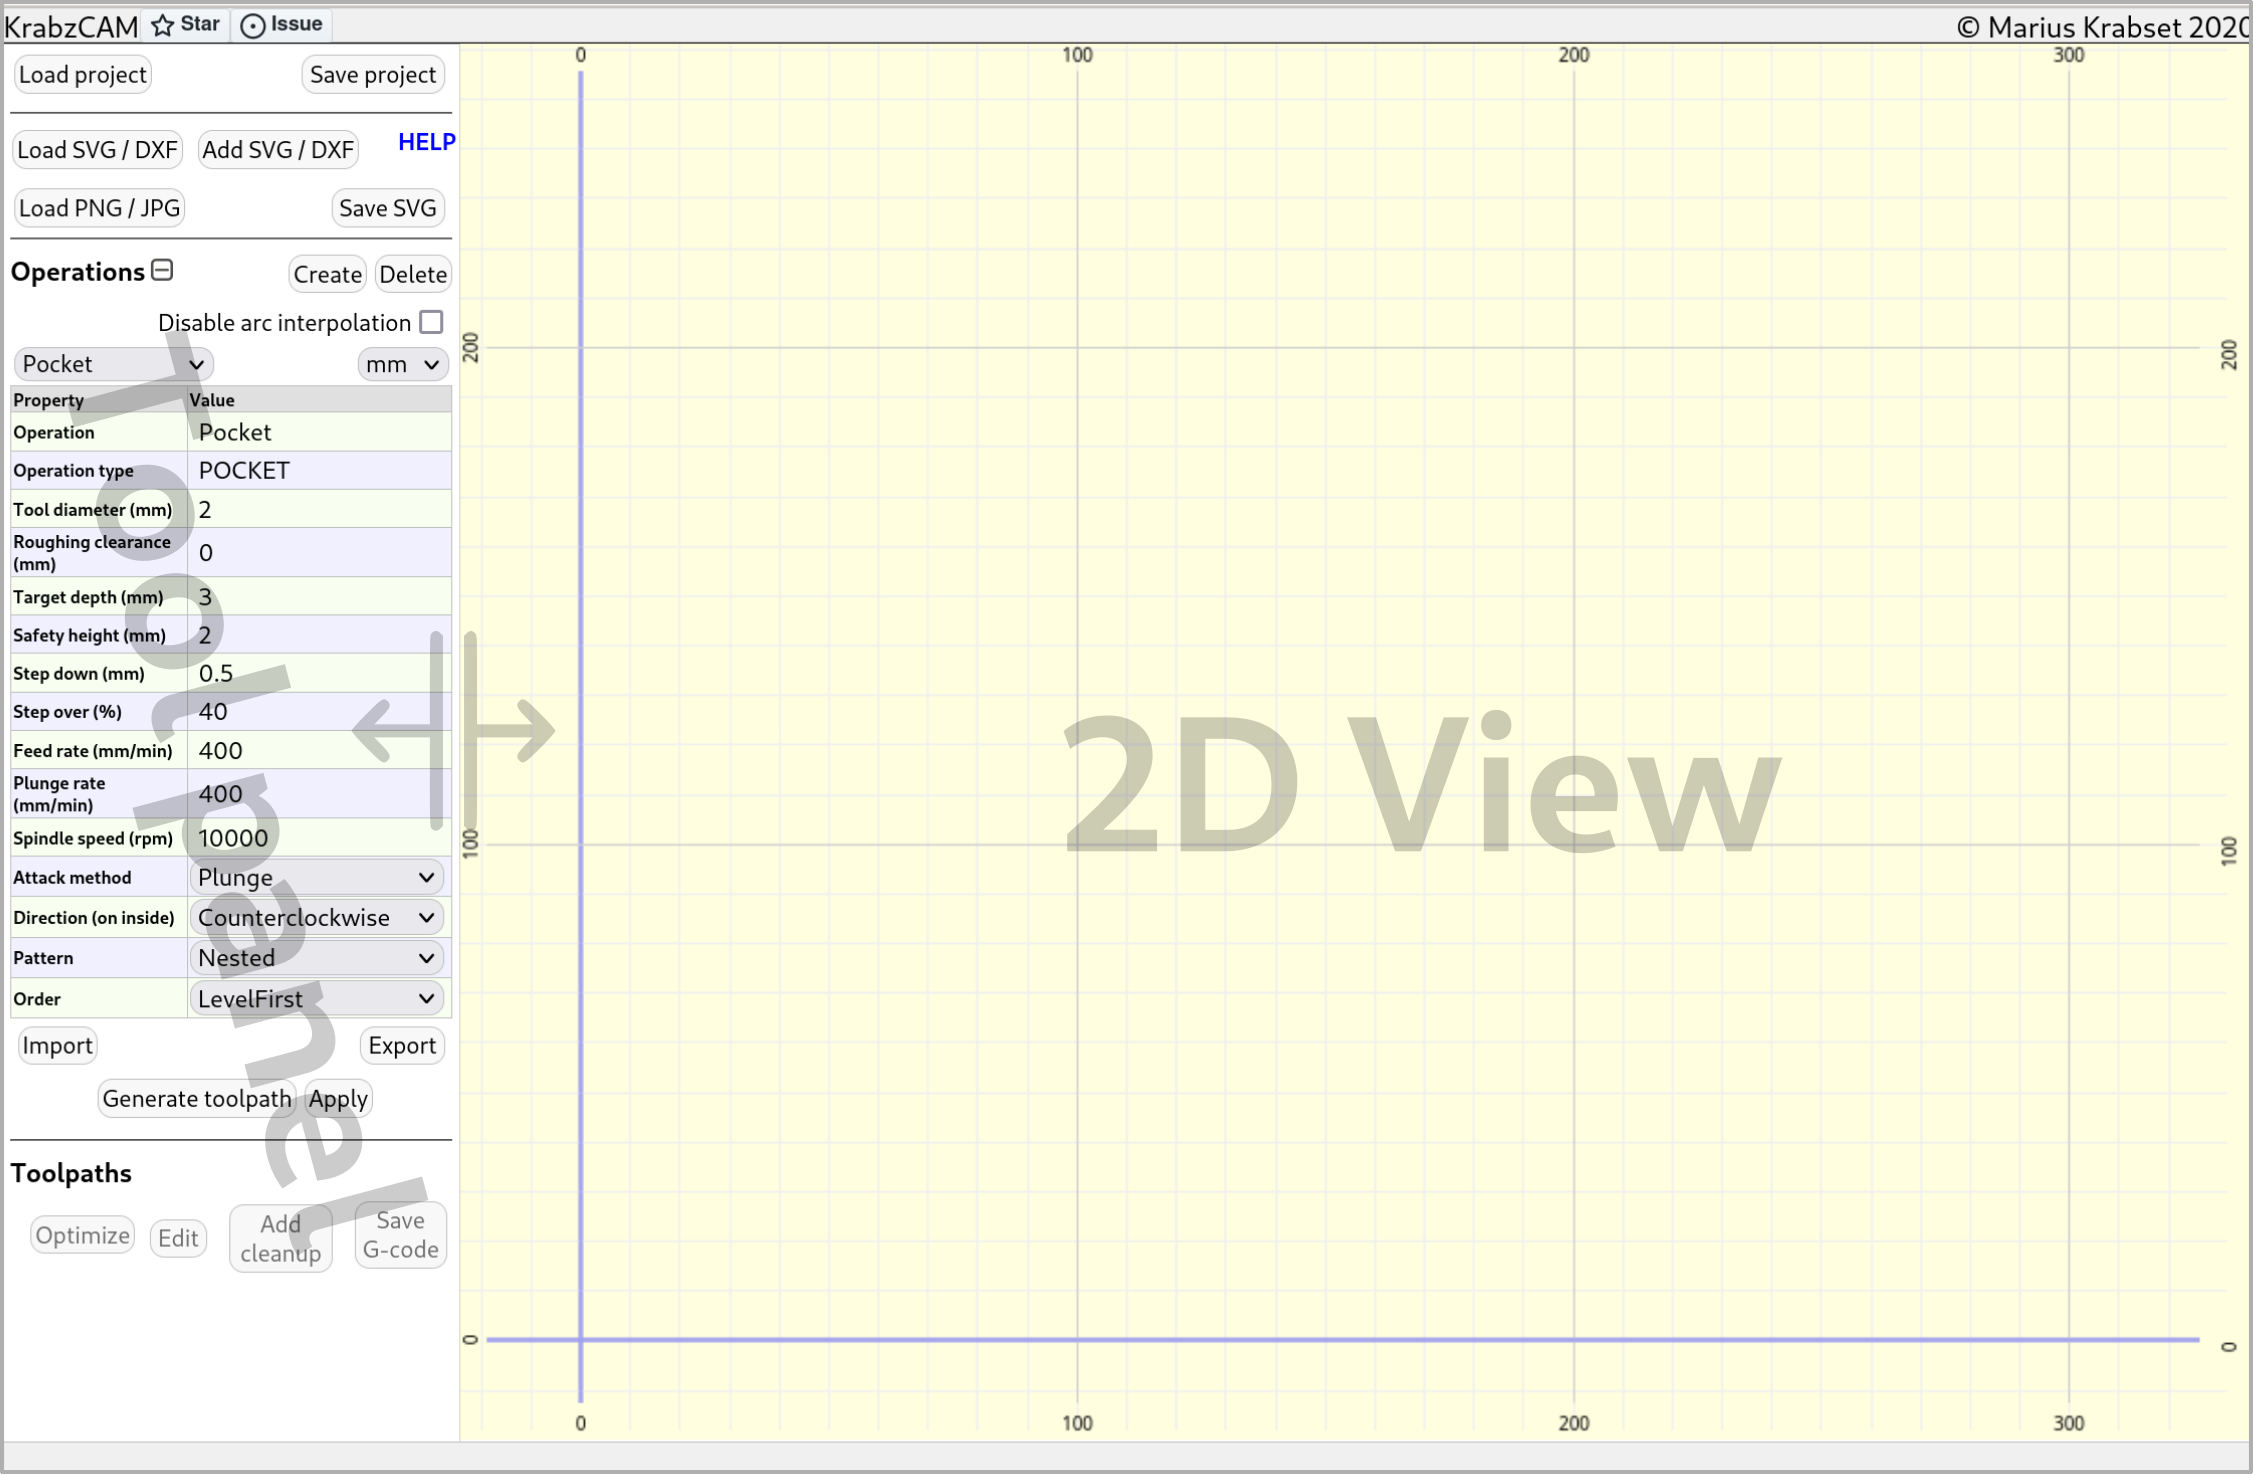 KrabzCAM Star Issue © Marius Krabset 2020
Load project Save project
Load SVG / DXF Add SVG / DXF HELP
Load PNG / JPG Save SVG
Operations Create Delete
Disable arc interpolation
Pocket mm
Property Value
Operation Pocket
Operation type POCKET
Tool diameter (mm) 2
Roughing clearance
(mm) 0
Target depth (mm) 3
Safety height (mm) 2
Step down (mm) 0.5
Step over (%) 40
Feed rate (mm/min) 400
Plunge rate
(mm/min) 400
Spindle speed (rpm) 10000
Attack method Plunge
Direction (on inside) Counterclockwise
Pattern Nested
Order LevelFirst
Import Export
Generate toolpath Apply
Toolpaths
Optimize Edit Add
cleanup Save
G-code
Tool panel
0 100 200 300
200 200
2D View
100 100
0 0
0 100 200 300